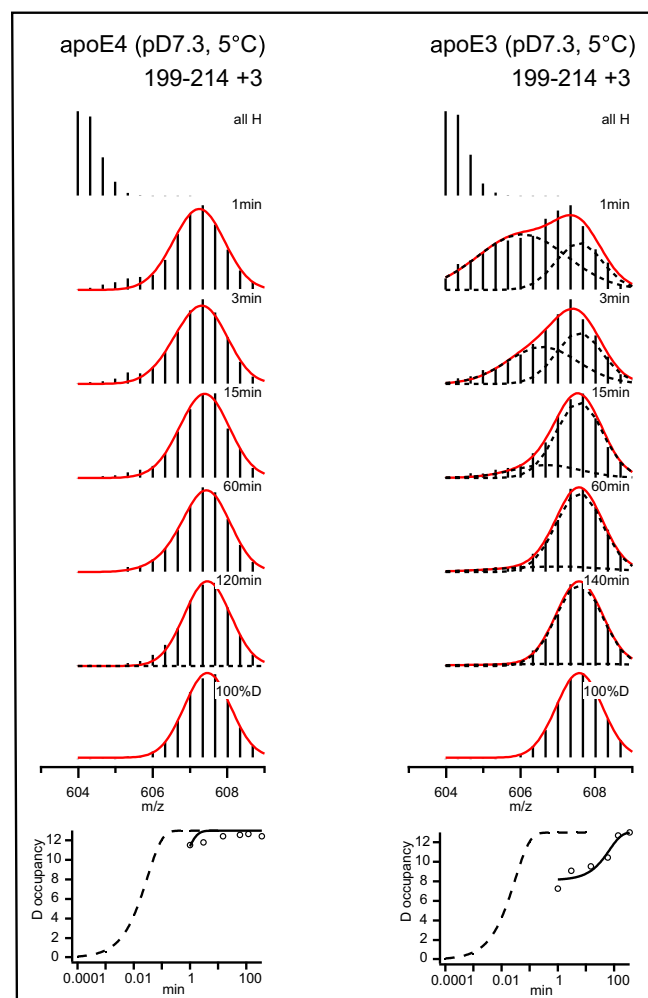 apoE4 (pD7.3, 5°C)
199-214 +3
all H
1min
3min
15min
60min
120min
100%D
604 606 608
m/z
12
10
8
6
4
2
0
D occupancy
0.0001 0.01 1 100
min
apoE3 (pD7.3, 5°C)
199-214 +3
all H
1min
3min
15min
60min
140min
100%D
604 606 608
m/z
12
10
8
6
4
2
0
D occupancy
0.0001 0.01 1 100
min